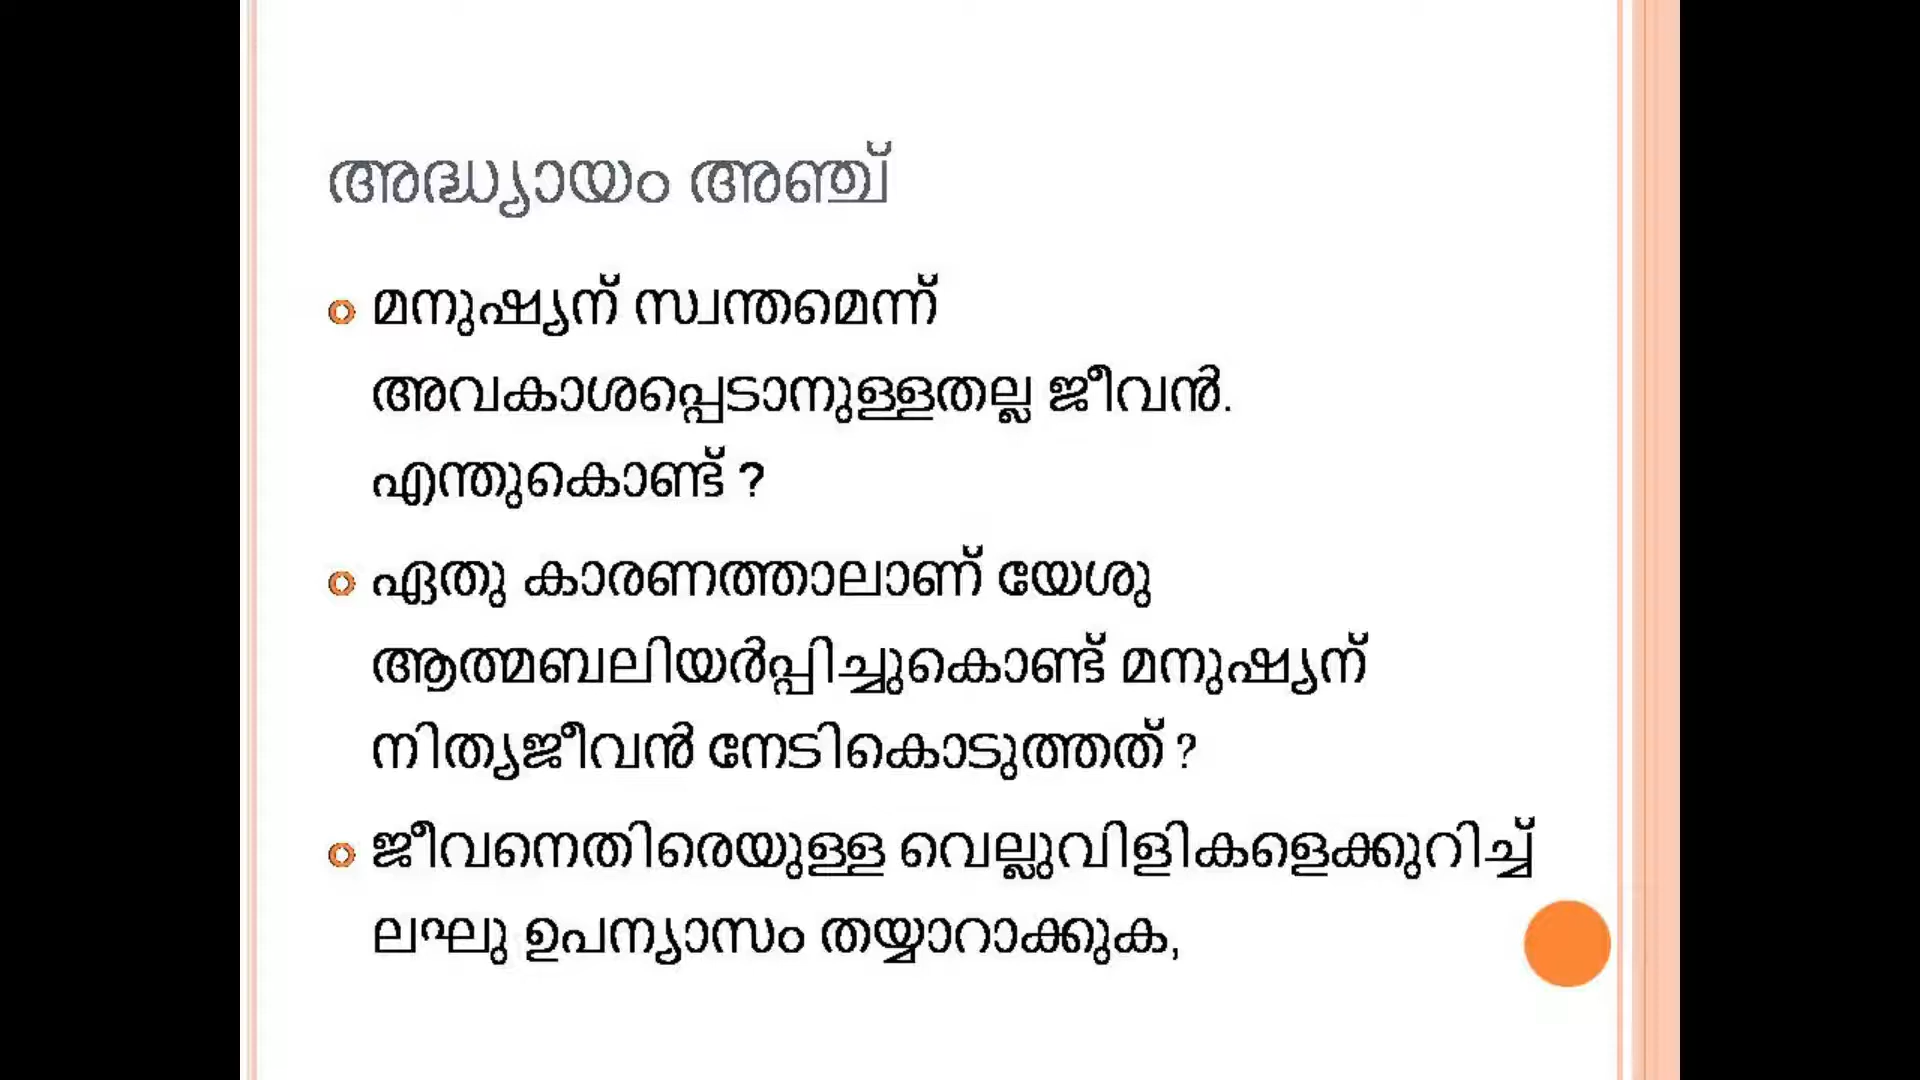 അദ്ധ്യായം അഞ്ച്
മനുഷ്യന് സ്വന്തമെന്ന്
അവകാശപ്പെടാനുള്ളതല്ല ജീവൻ.
എന്തുകൊണ്ട് ?
ഏതു കാരണത്താലാണ് യേശു
ആത്മബലിയർപ്പിച്ചുകൊണ്ട് മനുഷ്യന്
നിത്യജീവൻ നേടികൊടുത്തത് ?
ജീവനെതിരെയുള്ള വെല്ലുവിളികളെക്കുറിച്ച്
ലഘു ഉപന്യാസം തയ്യാറാക്കുക,